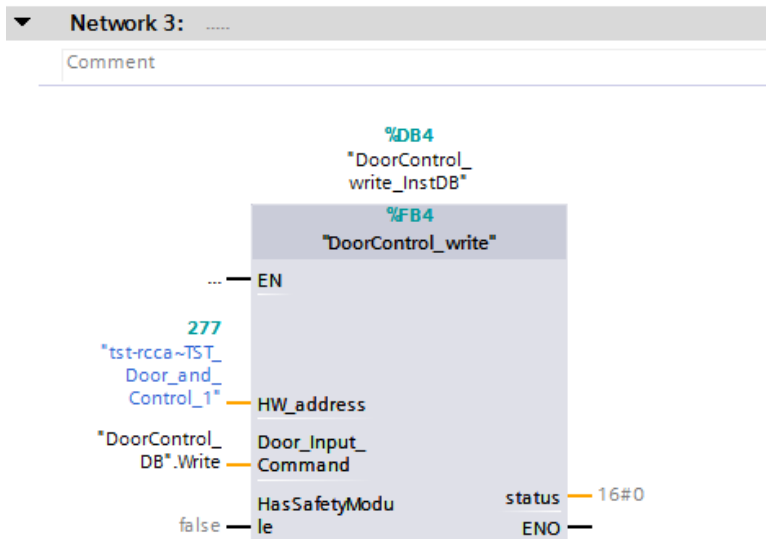 Network 3: .....
Comment
%DB4
"DoorControl_
write_InstDB"
%FB4
"DoorControl_write"
... EN
277
"tst-rcca~TST_
Door_and_
Control_1"
HW_address
"DoorControl_
DB".Write
Door_Input_
Command
HasSafetyModu
le
false
status
16#0
ENO